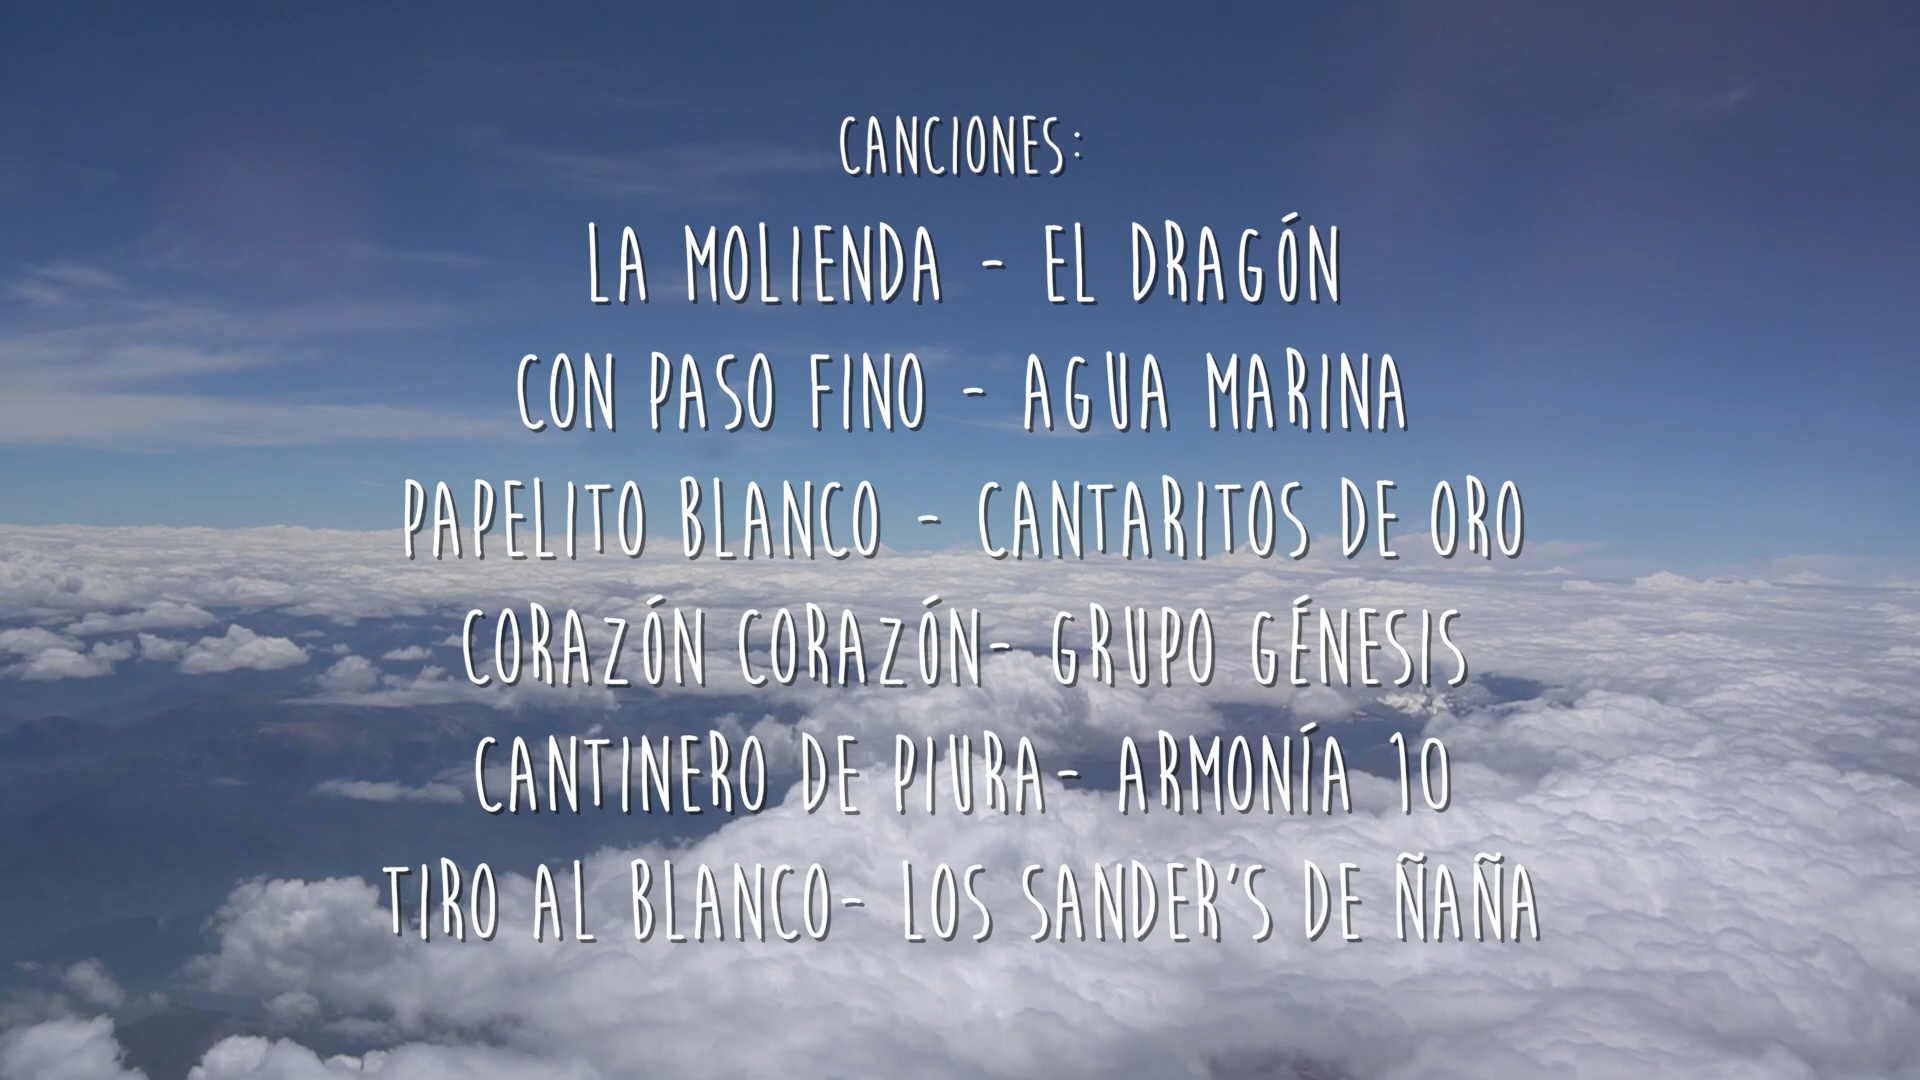 CANCIONES:
LA MOLIENDA - EL DRAGÓN
CON PASO FINO - AGUA MARINA
PAPELITO BLANCO - CANTARITOS DE ORO
CORAZÓN CORAZÓN- GRUPO GÉNESIS
CANTINERO DE PIURA- ARMONÍA 10
TIRO AL BLANCO- LOS SANDER'S DE ÑAÑA